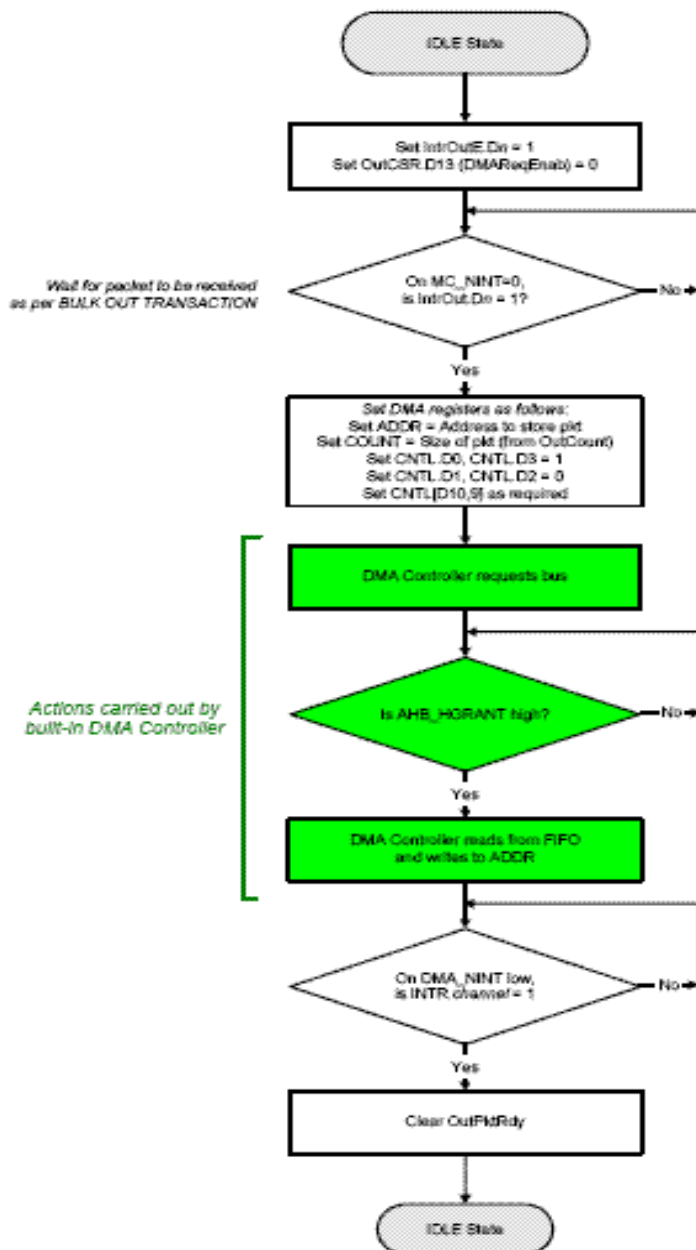 IDLE State
Set IntrOutE.Dn = 1
Set OutCSR.D13 (DMAReqEnab) = 0
Wait for packet to be received
as per BULK OUT TRANSACTION
On MC_NINT=0,
is IntrOut.Dn = 1?
No
Yes
Set DMA registers as follows:
Set ADDR = Address to store pkt
Set COUNT = Size of pkt (from OutCount)
Set CNTL.D0, CNTL.D3 = 1
Set CNTL.D1, CNTL.D2 = 0
Set CNTL[D10,9] as required
DMA Controller requests bus
Actions carried out by
built-in DMA Controller
Is AHB_HGRANT high?
No
Yes
DMA Controller reads from FIFO
and writes to ADDR
On DMA_NINT low,
is INTR.channel = 1
No
Yes
Clear OutPktRdy
IDLE State